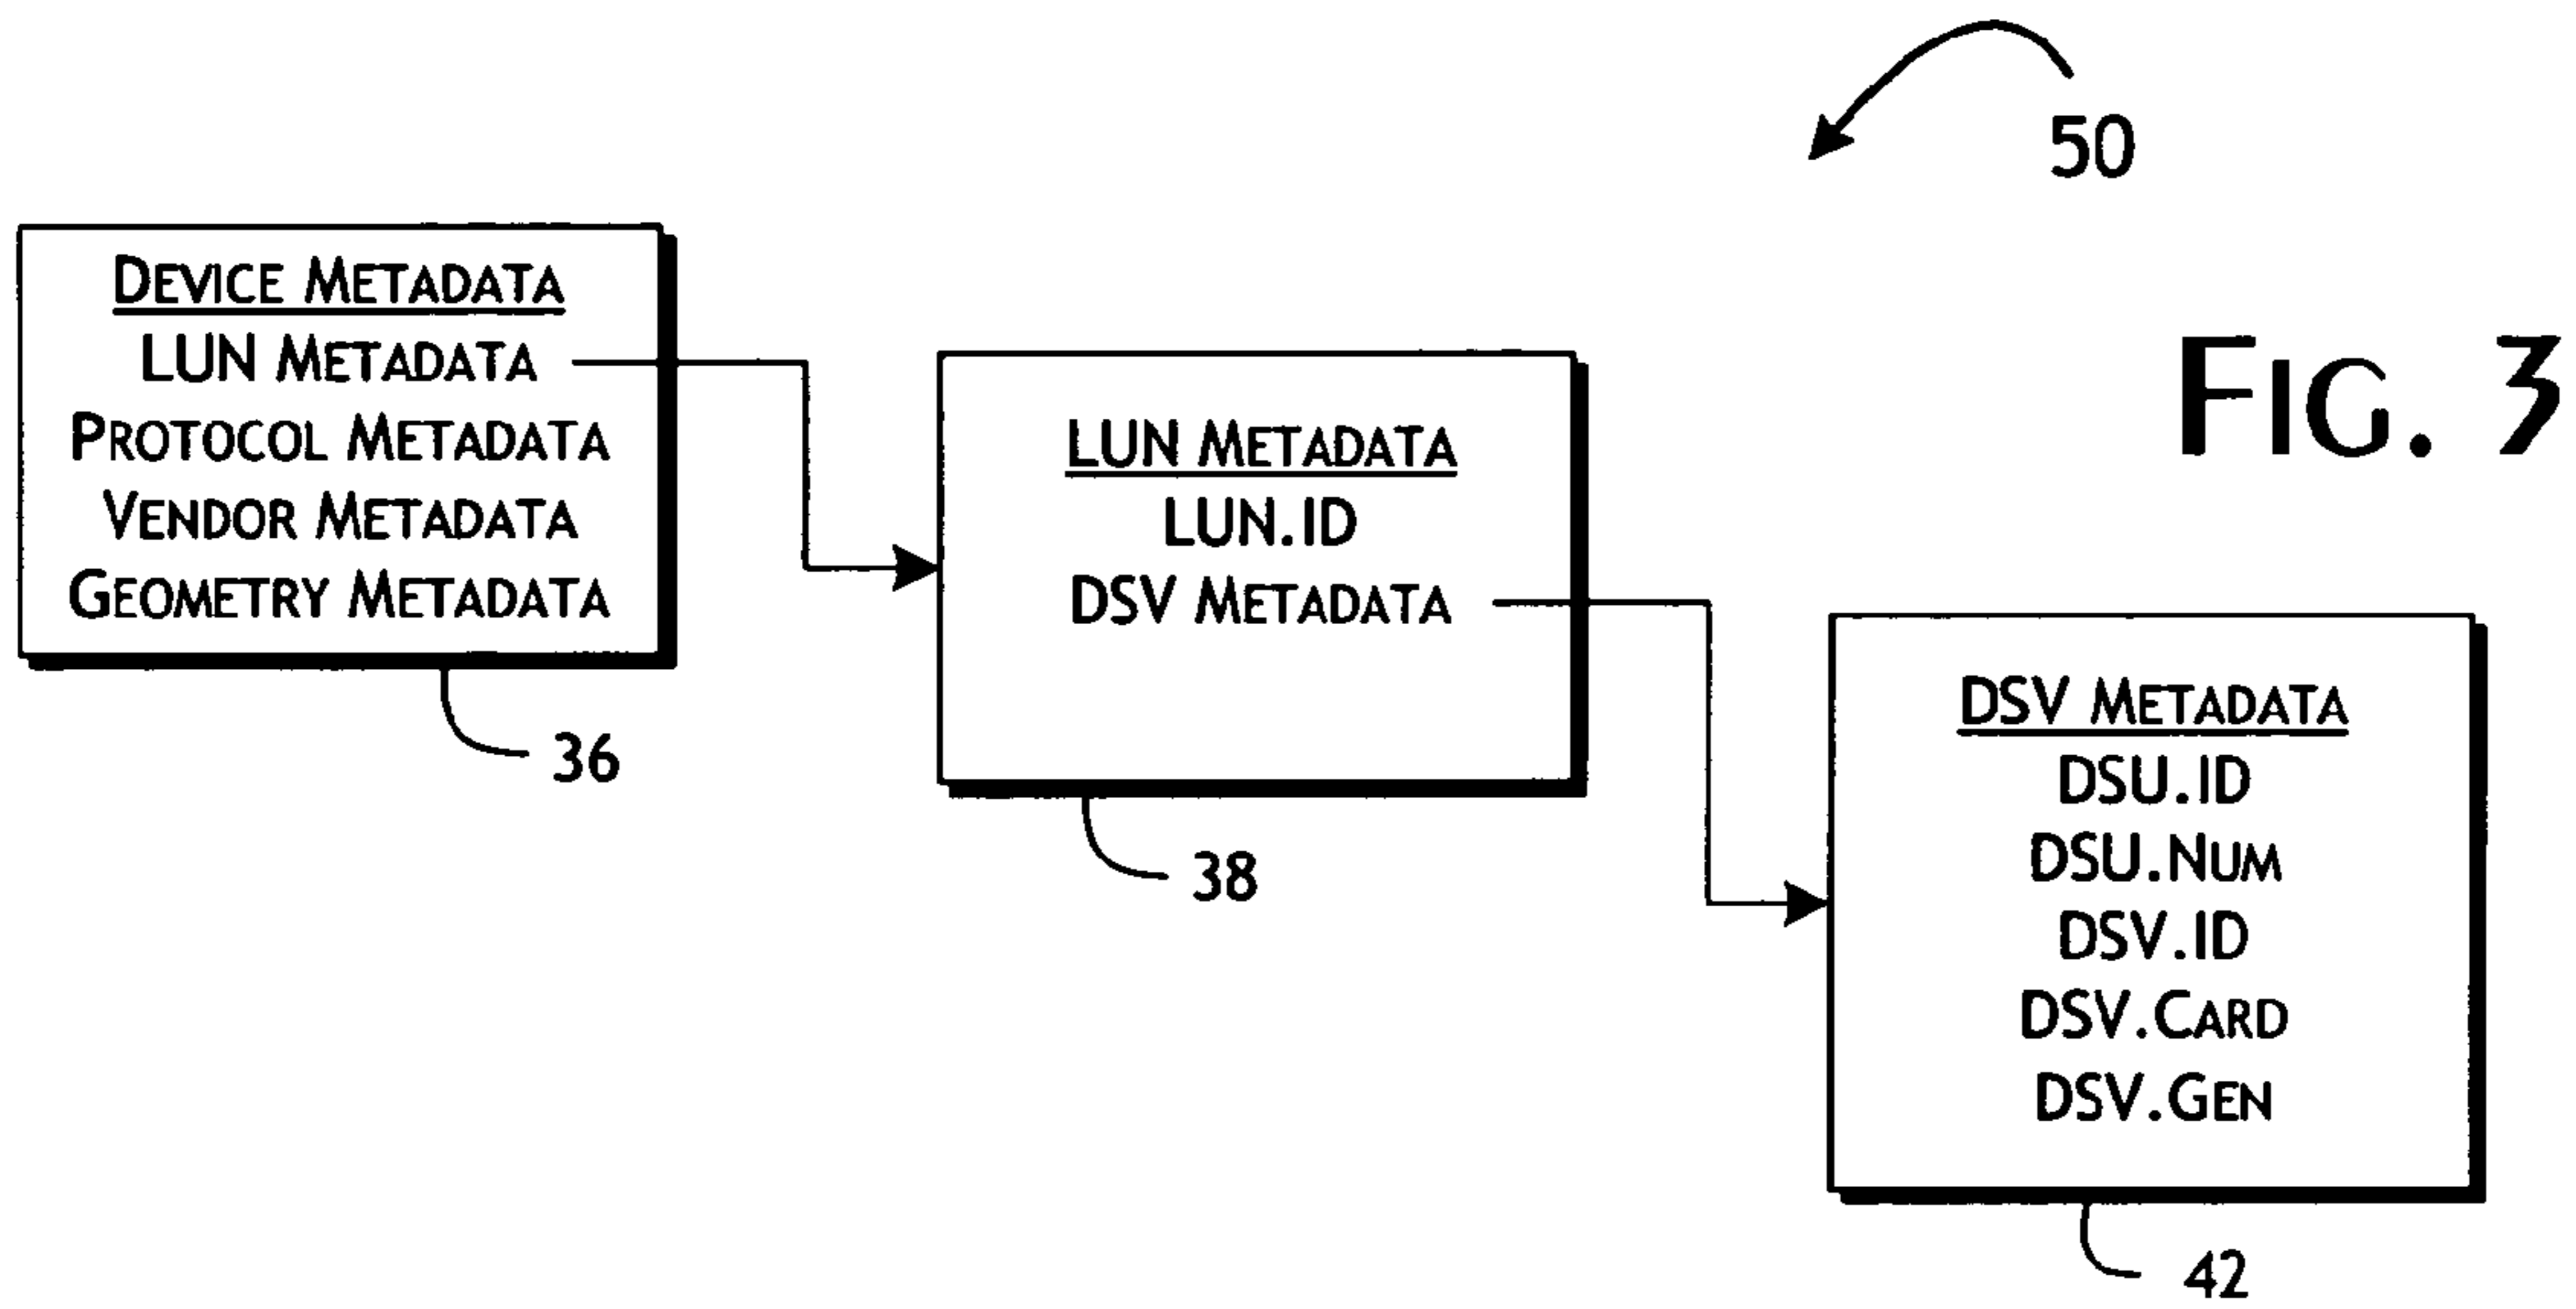 50
FIG. 3
DEVICE METADATA
LUN METADATA
PROTOCOL METADATA
VENDOR METADATA
GEOMETRY METADATA
36
LUN METADATA
LUN.ID
DSV METADATA
38
DSV METADATA
DSU.ID
DSU.NUM
DSV.ID
DSV.CARD
DSV.GEN
42